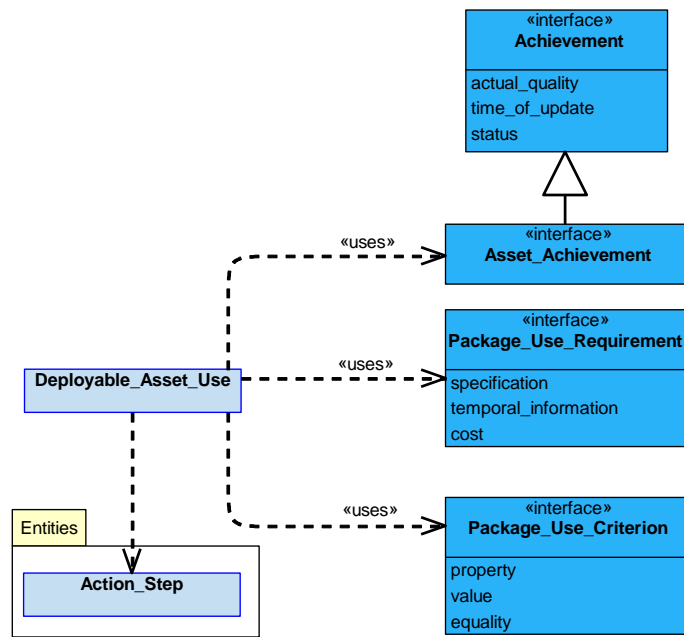 «interface»
Achievement
actual_quality
time_of_update
status
«uses»
«interface»
Asset_Achievement
«uses»
«interface»
Package_Use_Requirement
specification
temporal_information
cost
Deployable_Asset_Use
«uses»
«interface»
Package_Use_Criterion
property
value
equality
Entities
Action_Step